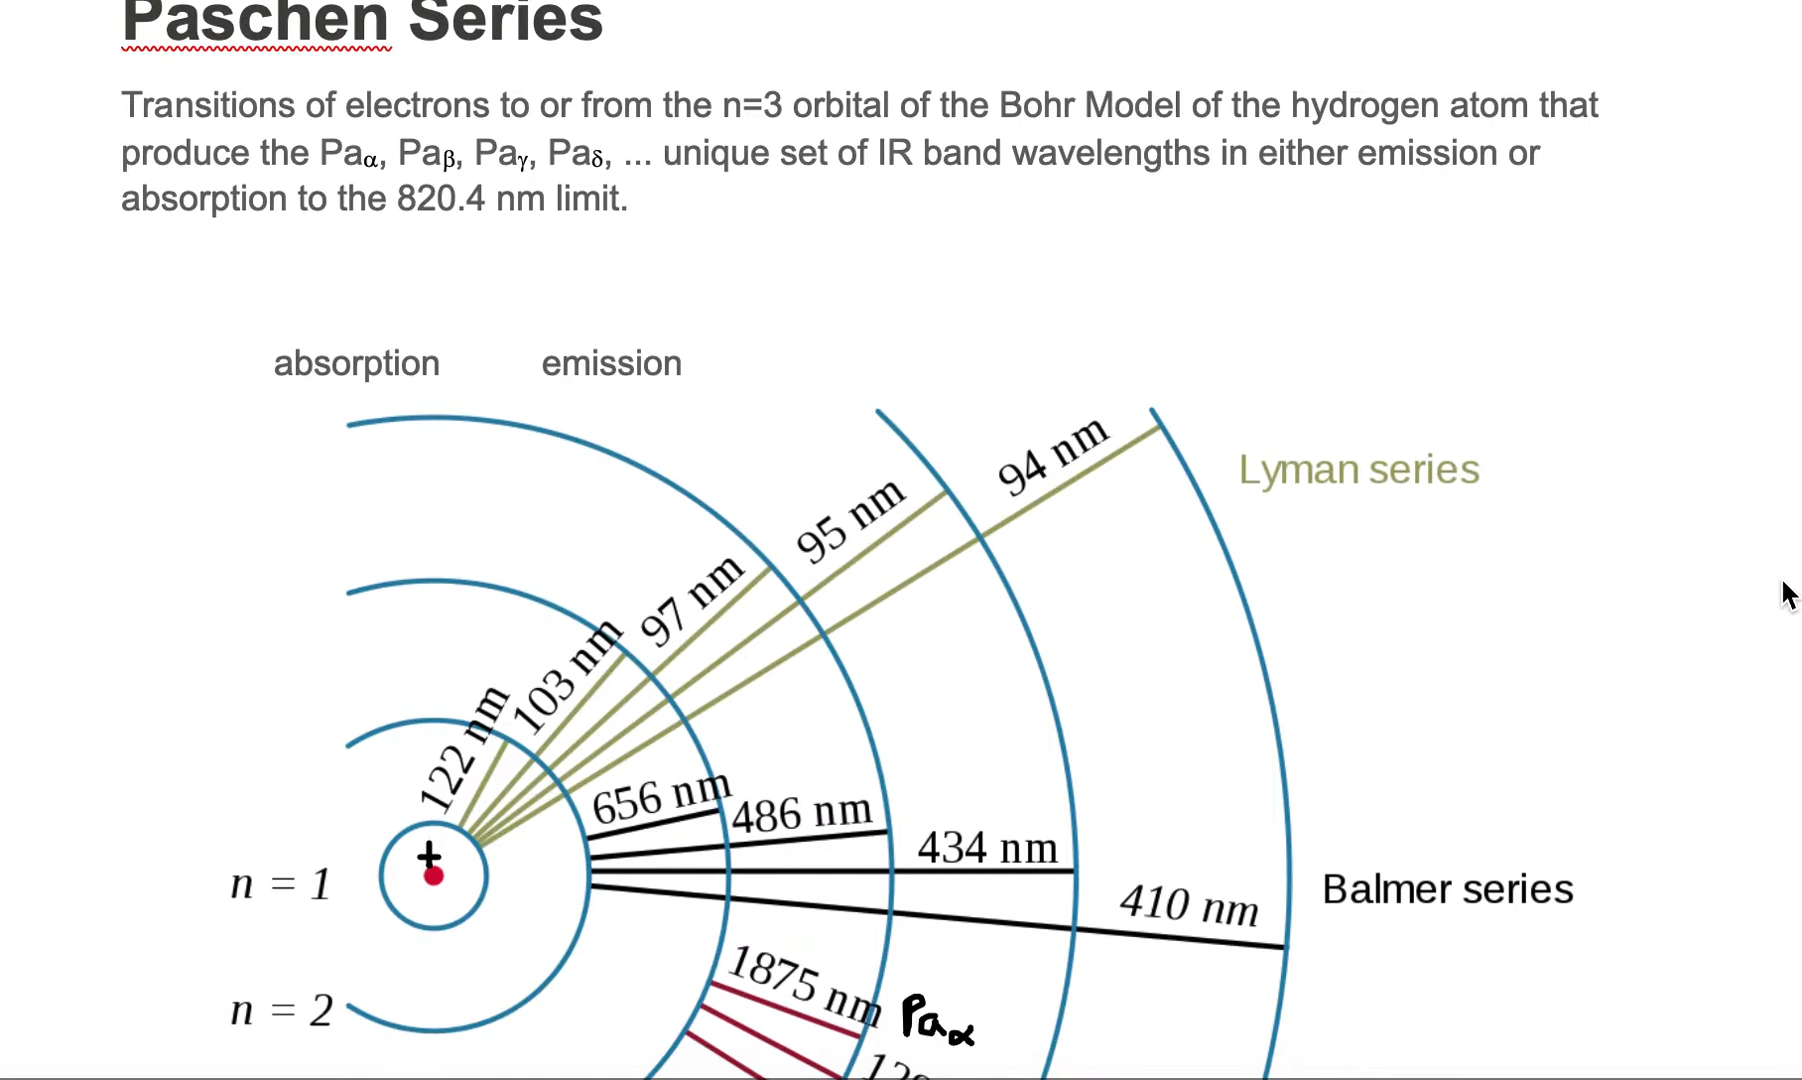 Paschen Series
Transitions of electrons to or from the n=3 orbital of the Bohr Model of the hydrogen atom that
produce the Paα, Paβ, Paγ, Paδ, ... unique set of IR band wavelengths in either emission or
absorption to the 820.4 nm limit.
absorption
emission
94 nm
Lyman series
95 nm
97 nm
103 nm
122 nm
656 nm
486 nm
434 nm
410 nm
Balmer series
+
n = 1
1875 nm
Paα
n = 2